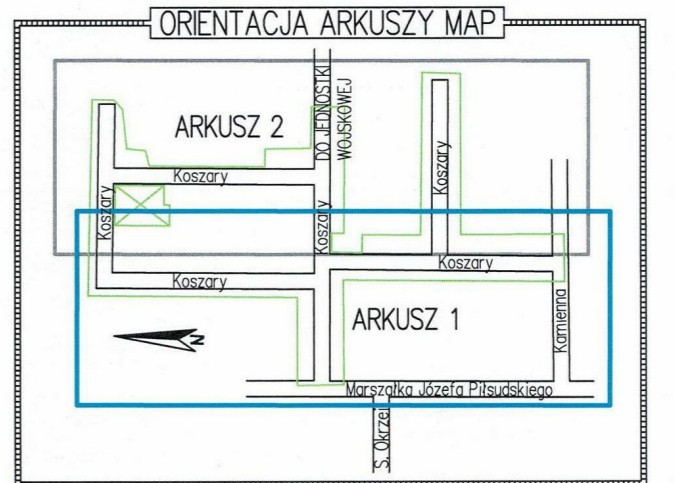 ORIENTACJA ARKUSZY MAP
DO JEDNOSTKI
WOJSKOWEJ
ARKUSZ 2
Koszary
Koszary
Koszary
Koszary
Koszary
Koszary
ARKUSZ 1
Kamienna
N
Marszałka Józefa Piłsudskiego
S. Okrzei